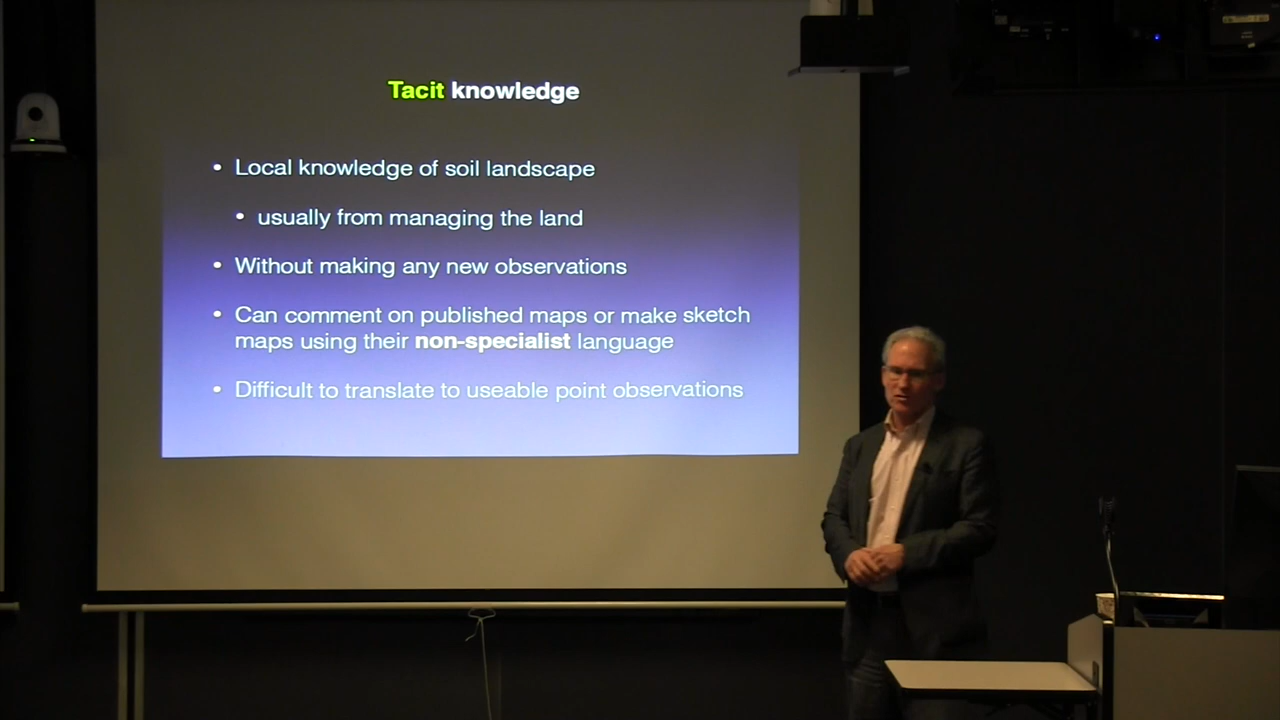 Tacit knowledge
• Local knowledge of soil landscape
• usually from managing the land
• Without making any new observations
• Can comment on published maps or make sketch
maps using their non-specialist language
• Difficult to translate to useable point observations